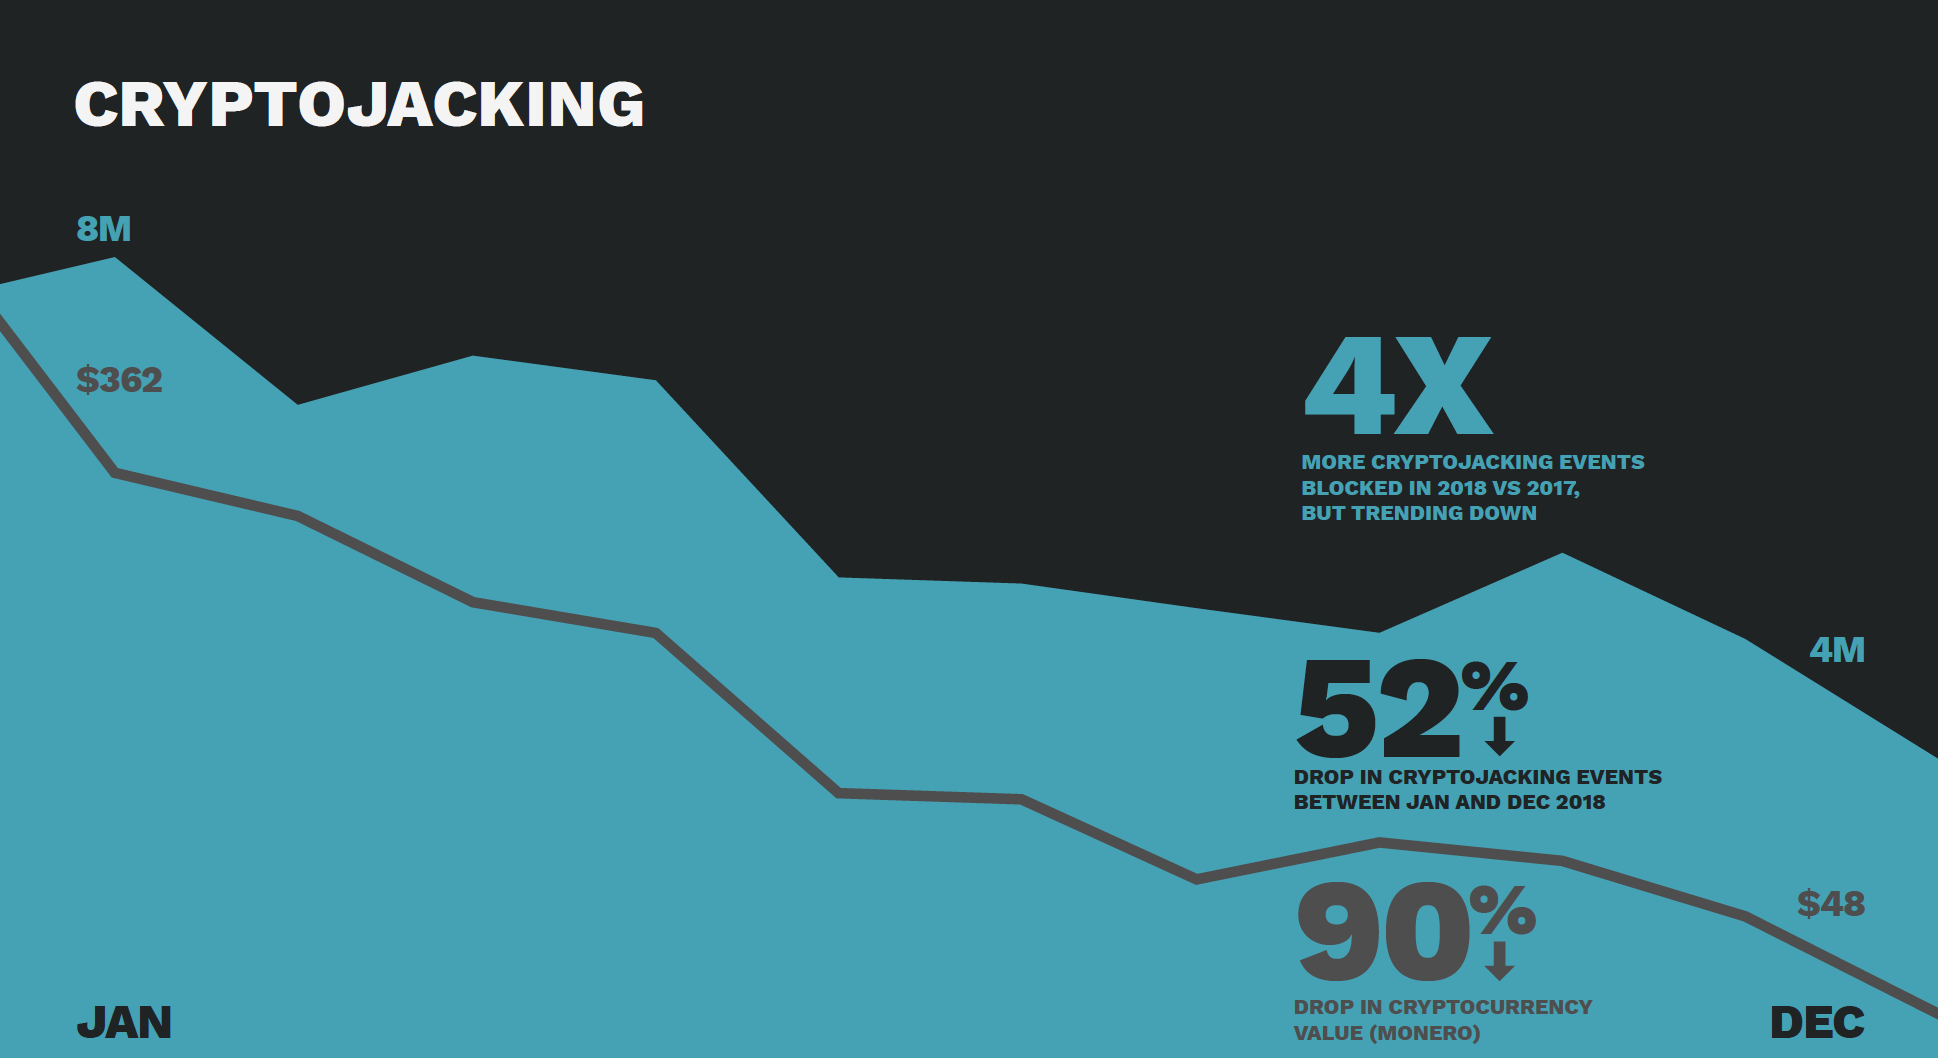 CRYPTOJACKING
8M
$362
4X
MORE CRYPTOJACKING EVENTS
BLOCKED IN 2018 VS 2017,
BUT TRENDING DOWN
4M
52%
DROP IN CRYPTOJACKING EVENTS
BETWEEN JAN AND DEC 2018
$48
90%
DROP IN CRYPTOCURRENCY
VALUE (MONERO)
JAN
DEC